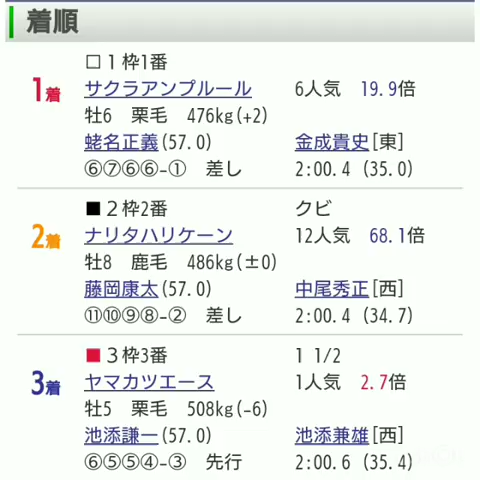 着順
□1枠1番
1着 サクラアンプルール 6人気 19.9倍
牡6 栗毛 476kg(+2)
蛯名正義(57.0) 金成貴史[東]
⑥⑦⑥⑥-① 差し 2:00.4 (35.0)
■2枠2番 クビ
2着 ナリタハリケーン 12人気 68.1倍
牡8 鹿毛 486kg(±0)
藤岡康太(57.0) 中尾秀正[西]
⑪⑩⑨⑧-② 差し 2:00.4 (34.7)
■3枠3番 1 1/2
3着 ヤマカツエース 1人気 2.7倍
牡5 栗毛 508kg(-6)
池添謙一(57.0) 池添兼雄[西]
⑥⑤⑤④-③ 先行 2:00.6 (35.4)